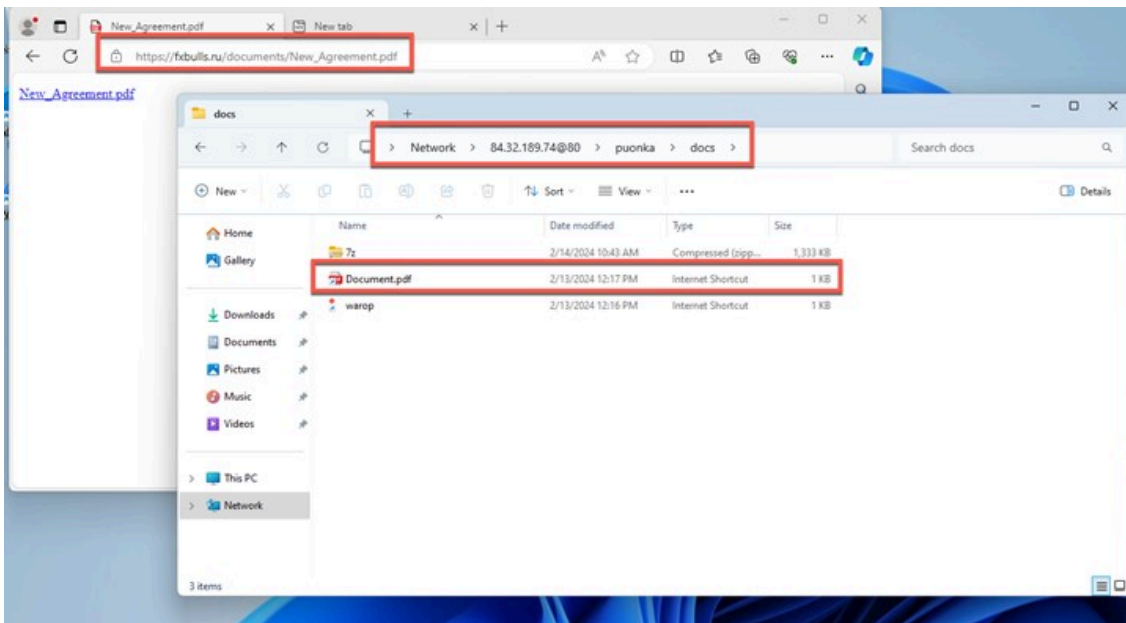 New_Agreement.pdf New tab
https://fxbulls.ru/documents/New_Agreement.pdf
New_Agreement.pdf
docs
Network > 84.32.189.74@80 > puonka > docs > Search docs
New Sort View Details
Name Date modified Type Size
Home
Gallery
7z 2/14/2024 10:43 AM Compressed (zipp... 1,333 KB
Document.pdf 2/13/2024 12:17 PM Internet Shortcut 1 KB
warop 2/13/2024 12:16 PM Internet Shortcut 1 KB
Downloads
Documents
Pictures
Music
Videos
This PC
Network
3 items